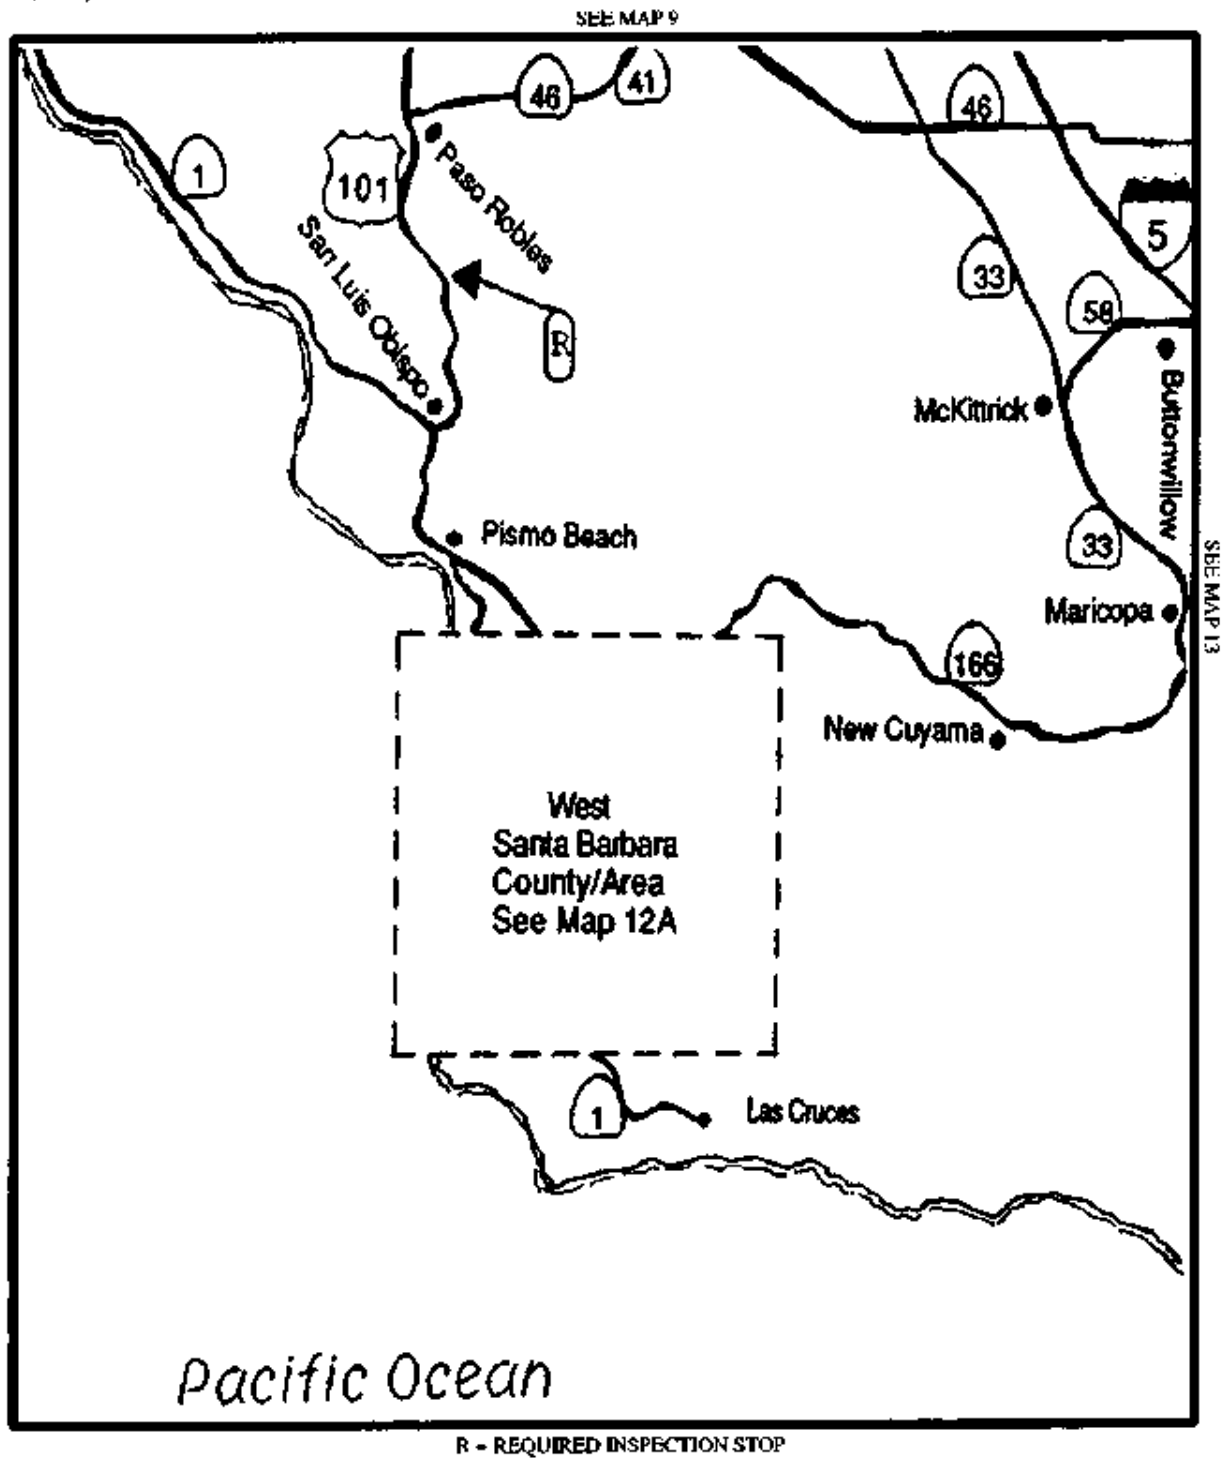 SEE MAP 9
46
41
46
1
101
Paso Robles
5
San Luis Obispo
33
58
R
McKittrick
Buttonwillow
Pismo Beach
33
SEE MAP 13
Maricopa
166
New Cuyama
West
Santa Barbara
County/Area
See Map 12A
1
Las Cruces
Pacific Ocean
R - REQUIRED INSPECTION STOP